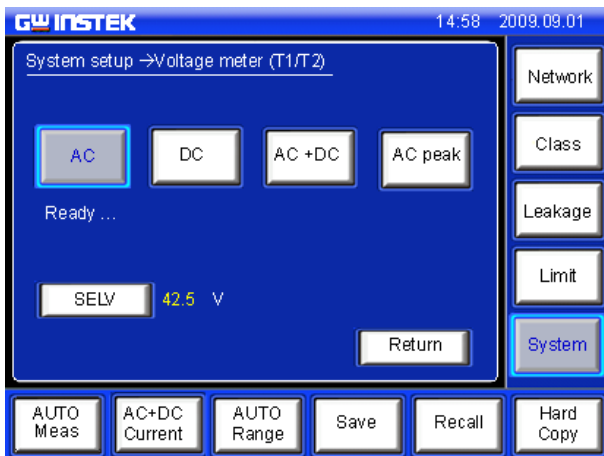 GW INSTEK 14:58 2009.09.01
System setup →Voltage meter (T1/T2)
AC DC AC +DC AC peak
Ready ...
SELV 42.5 V
Return
Network
Class
Leakage
Limit
System
AUTO Meas
AC+DC Current
AUTO Range
Save
Recall
Hard Copy